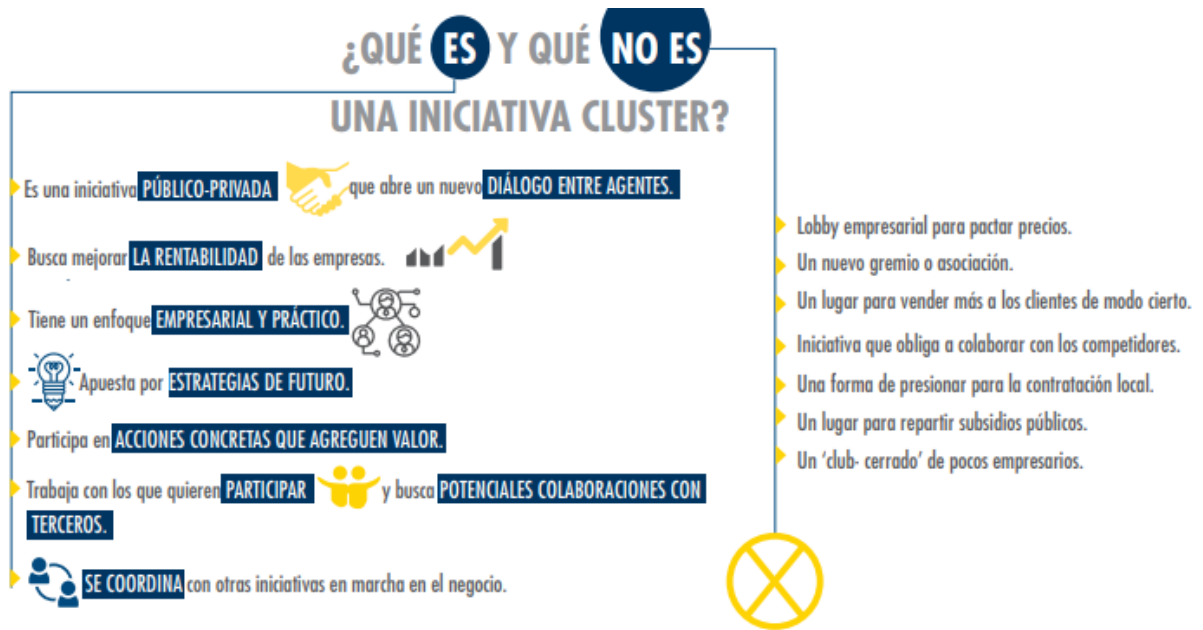 ¿QUÉ ES Y QUÉ NO ES
UNA INICIATIVA CLUSTER?
Es una iniciativa PÚBLICO-PRIVADA que abre un nuevo DIÁLOGO ENTRE AGENTES.
Busca mejorar LA RENTABILIDAD de las empresas.
Tiene un enfoque EMPRESARIAL Y PRÁCTICO.
Apuesta por ESTRATEGIAS DE FUTURO.
Participa en ACCIONES CONCRETAS QUE AGREGUEN VALOR.
Trabaja con los que quieren PARTICIPAR y busca POTENCIALES COLABORACIONES CON
TERCEROS.
SE COORDINA con otras iniciativas en marcha en el negocio.
Lobby empresarial para pactar precios.
Un nuevo gremio o asociación.
Un lugar para vender más a los clientes de modo cierto.
Iniciativa que obliga a colaborar con los competidores.
Una forma de presionar para la contratación local.
Un lugar para repartir subsidios públicos.
Un ‘club- cerrado’ de pocos empresarios.